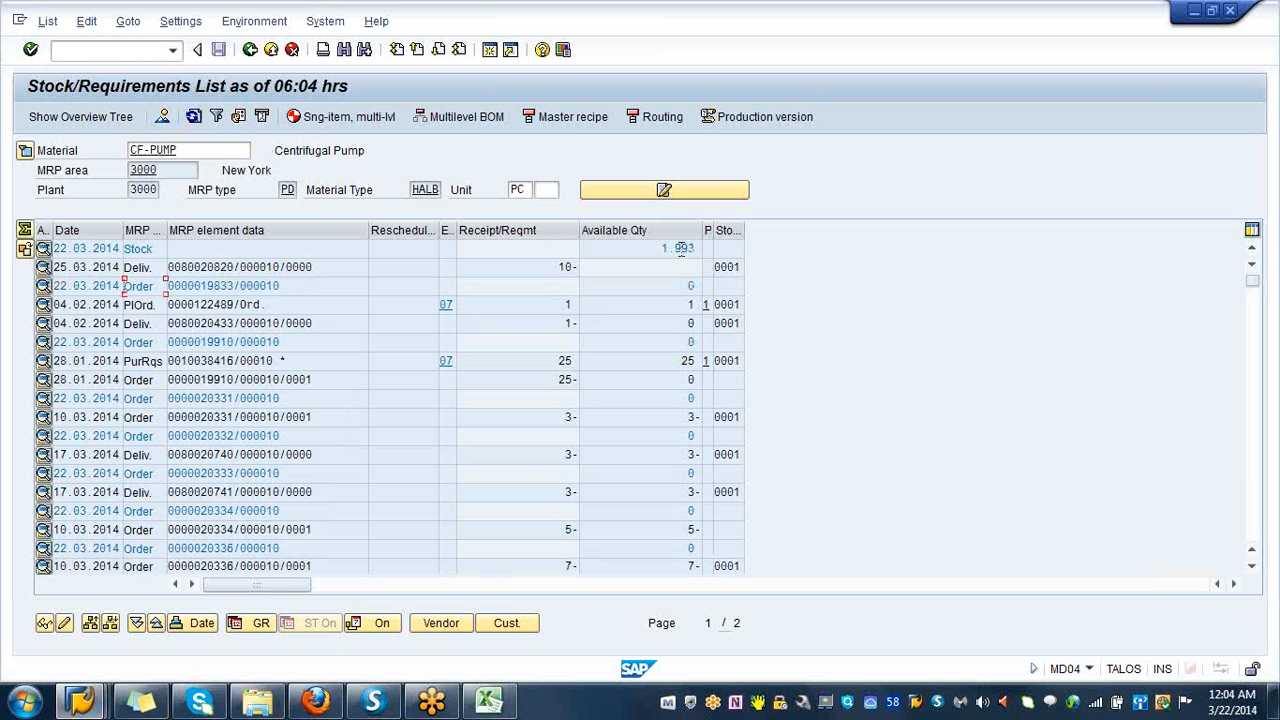 List Edit Goto Settings Environment System Help
Stock/Requirements List as of 06:04 hrs
Show Overview Tree Sng-item, multi-lvl Multilevel BOM Master recipe Routing Production version
Material CF-PUMP Centrifugal Pump
MRP area 3000 New York
Plant 3000 MRP type PD Material Type HALB Unit PC
A.. Date MRP ... MRP element data Reschedul... E.. Receipt/Reqmt Available Qty P Sto...
22.03.2014 Stock 1.993
25.03.2014 Deliv. 0080020820/000010/0000 10- 0001
22.03.2014 Order 0000019833/000010 0
04.02.2014 PlOrd. 0000122489/Ord. 07 1 1 1 0001
04.02.2014 Deliv. 0080020433/000010/0000 1- 0 0001
22.03.2014 Order 0000019910/000010 0
28.01.2014 PurRqs 0010038416/00010 * 07 25 25 1 0001
28.01.2014 Order 0000019910/000010/0001 25- 0
22.03.2014 Order 0000020331/000010 0
10.03.2014 Order 0000020331/000010/0001 3- 3- 0001
22.03.2014 Order 0000020332/000010 0
17.03.2014 Deliv. 0080020740/000010/0000 3- 3- 0001
22.03.2014 Order 0000020333/000010 0
17.03.2014 Deliv. 0080020741/000010/0000 3- 3- 0001
22.03.2014 Order 0000020334/000010 0
10.03.2014 Order 0000020334/000010/0001 5- 5- 0001
22.03.2014 Order 0000020336/000010 0
10.03.2014 Order 0000020336/000010/0001 7- 7- 0001
Date GR ST On On Vendor Cust. Page 1 / 2
SAP MD04 TALOS INS
58 12:04 AM
3/22/2014